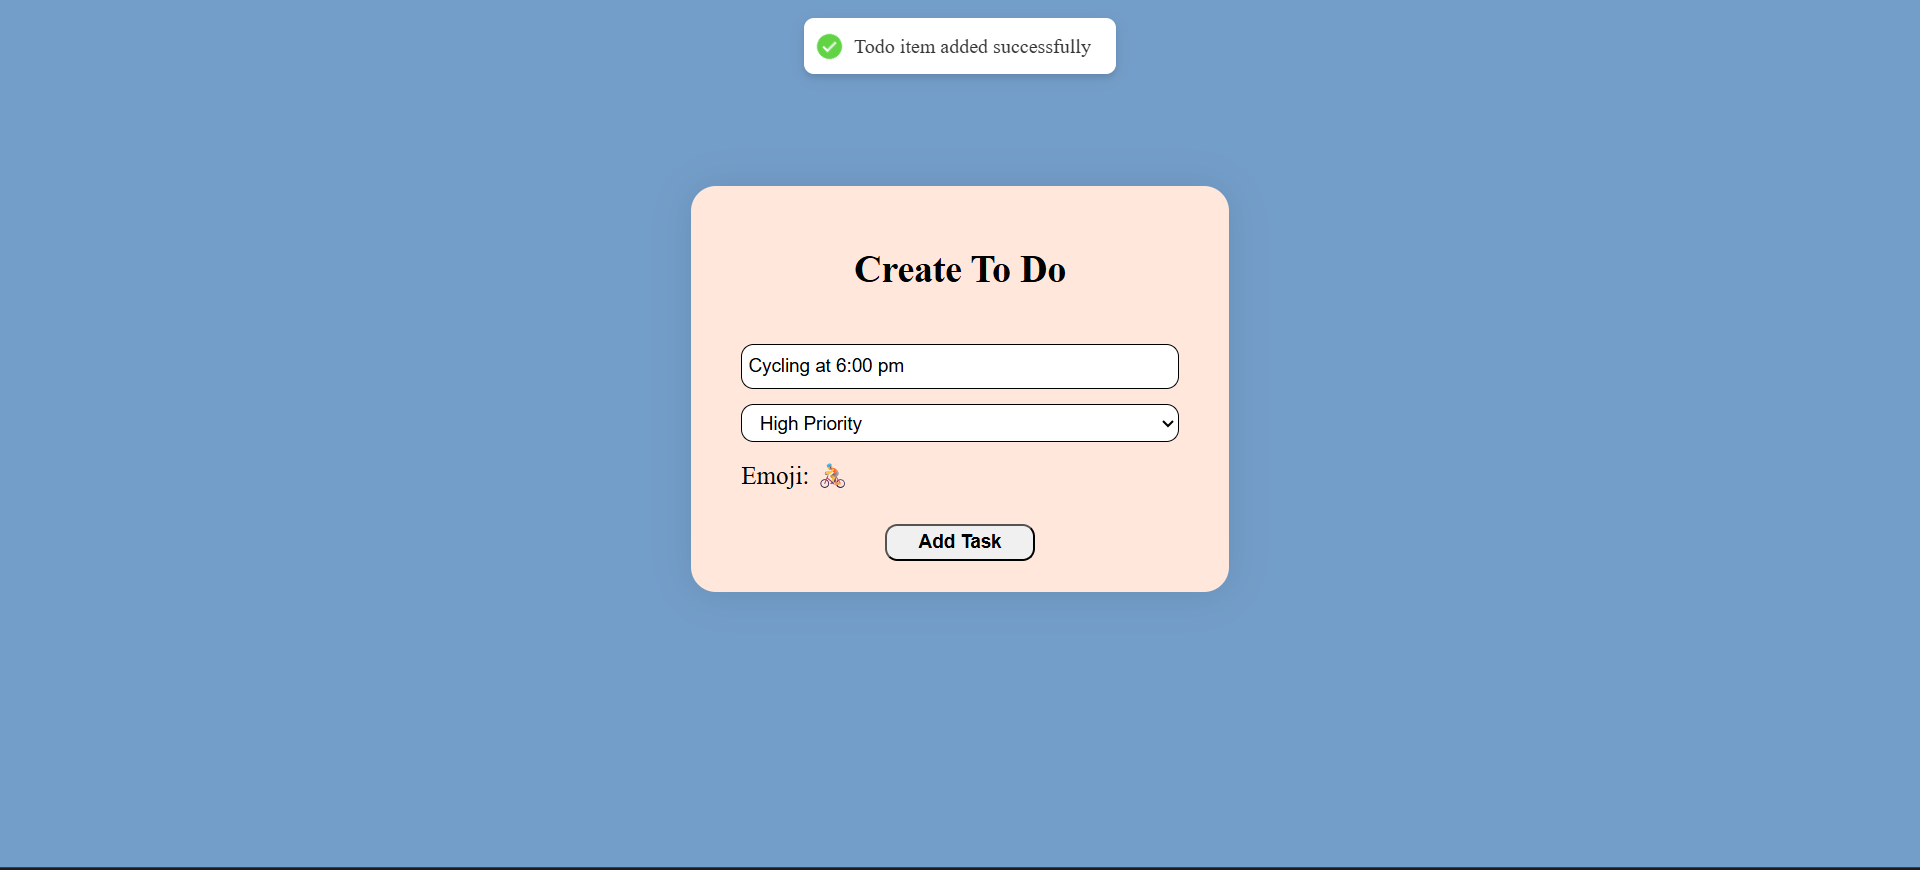 Todo item added successfully
Create To Do
Cycling at 6:00 pm
High Priority
Emoji: 🚴
Add Task